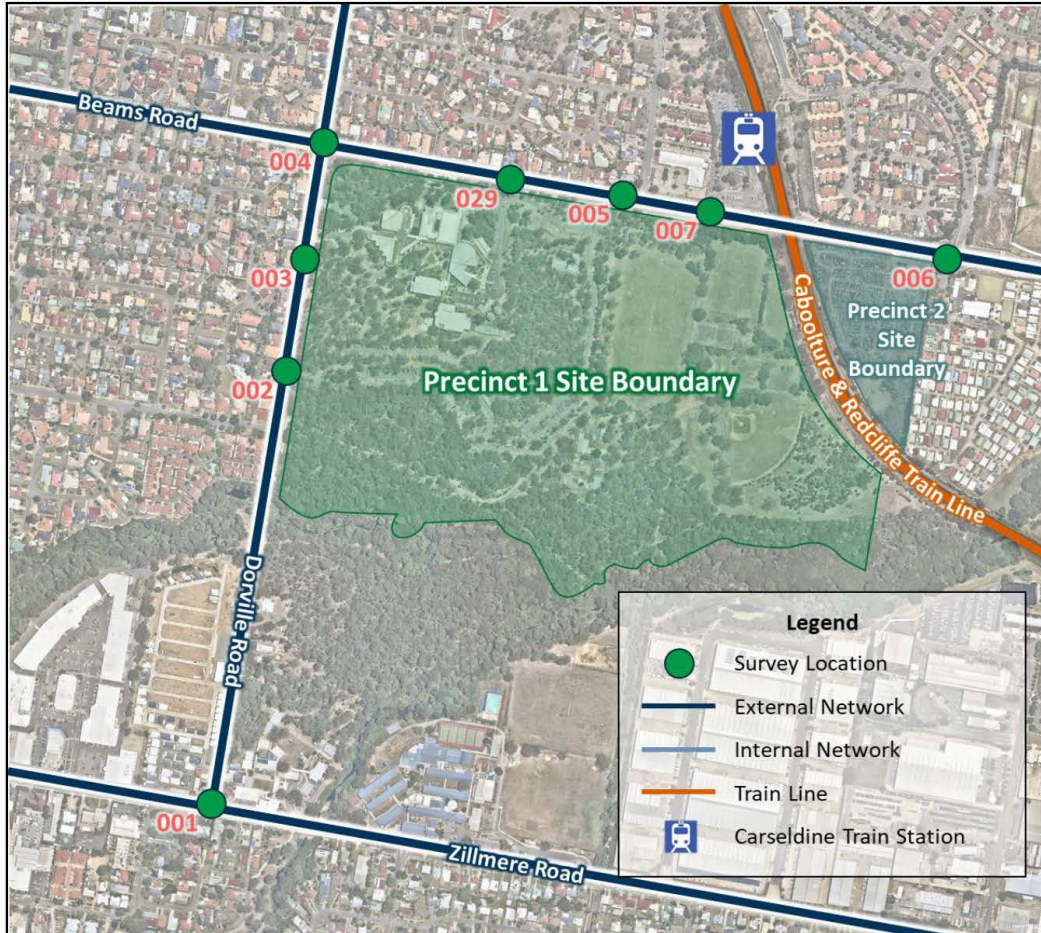 Beams Road
004
029
005
007
003
006
Precinct 2
Site
Boundary
002
Precinct 1 Site Boundary
Caboolture & Redcliffe Train Line
Dorville Road
001
Zillmere Road
Legend
Survey Location
External Network
Internal Network
Train Line
Carseldine Train Station